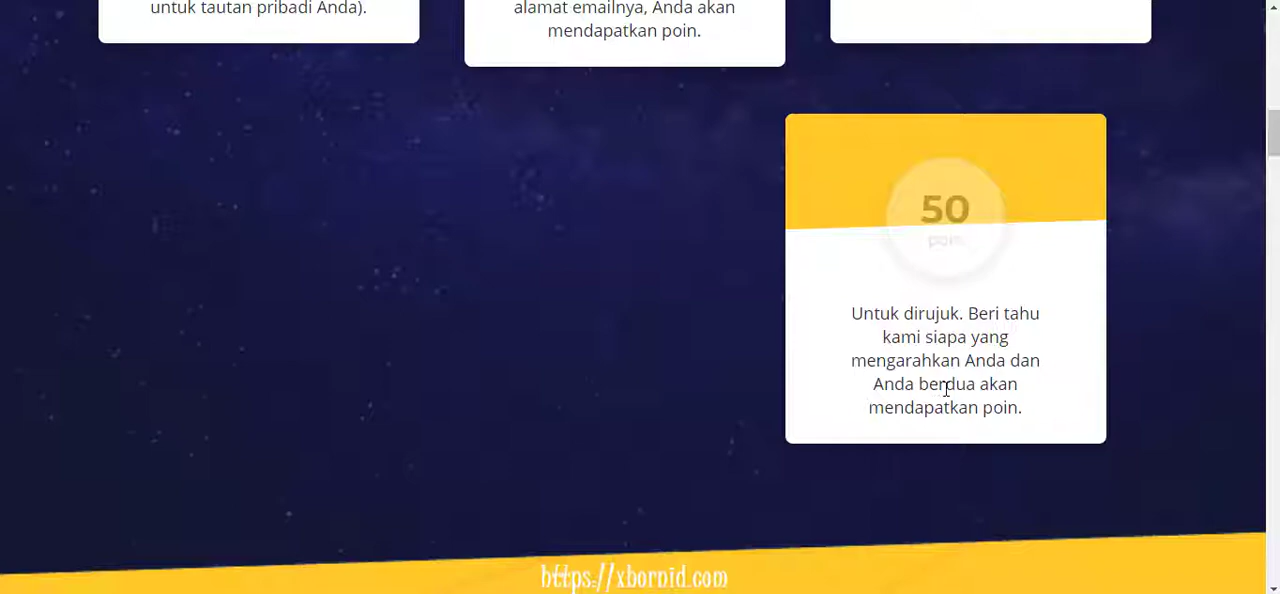 untuk tautan pribadi Anda).
alamat emailnya, Anda akan
mendapatkan poin.
50
poin
Untuk dirujuk. Beri tahu
kami siapa yang
mengarahkan Anda dan
Anda berdua akan
mendapatkan poin.
https://xbornid.com